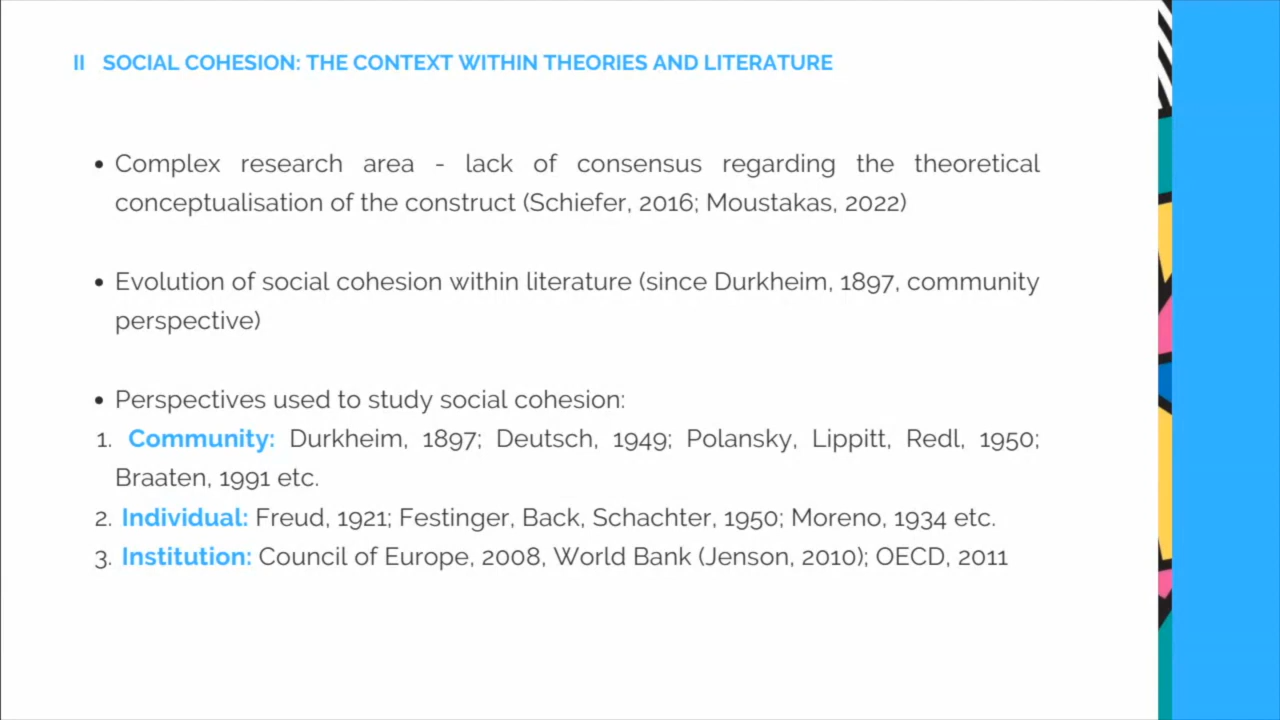 II SOCIAL COHESION: THE CONTEXT WITHIN THEORIES AND LITERATURE
• Complex research area - lack of consensus regarding the theoretical
conceptualisation of the construct (Schiefer, 2016; Moustakas, 2022)
• Evolution of social cohesion within literature (since Durkheim, 1897, community
perspective)
• Perspectives used to study social cohesion:
1. Community: Durkheim, 1897; Deutsch, 1949; Polansky, Lippitt, Redl, 1950;
Braaten, 1991 etc.
2. Individual: Freud, 1921; Festinger, Back, Schachter, 1950; Moreno, 1934 etc.
3. Institution: Council of Europe, 2008, World Bank (Jenson, 2010); OECD, 2011